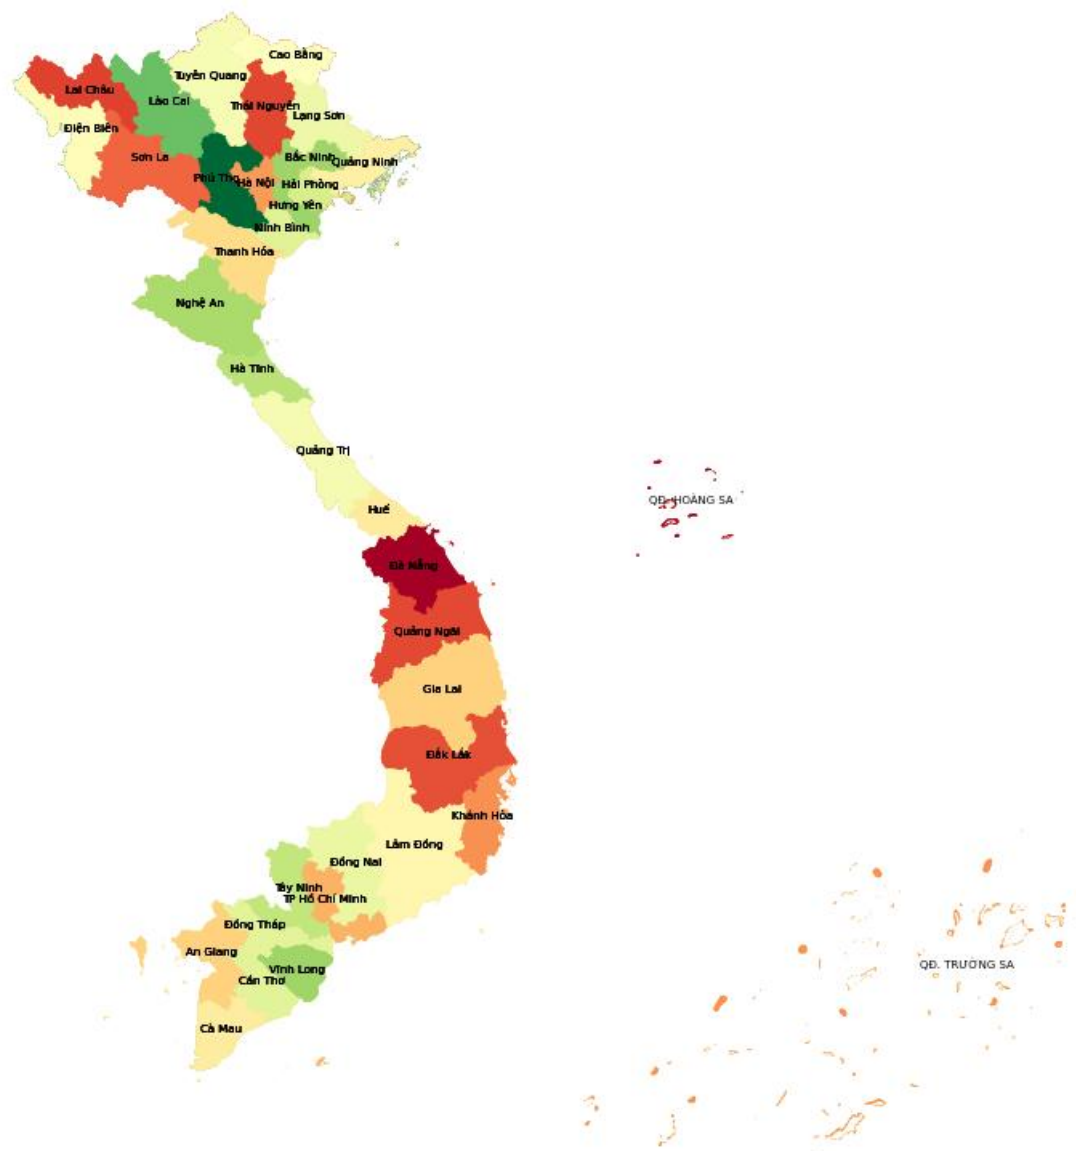 Cao Bằng
Tuyên Quang
Lai Châu
Lào Cai
Thái Nguyên
Lạng Sơn
Điện Biên
Sơn La
Bắc Ninh
Quảng Ninh
Phú Thọ
Hà Nội
Hải Phòng
Hưng Yên
Ninh Bình
Thanh Hóa
Nghệ An
Hà Tĩnh
Quảng Trị
QĐ. HOÀNG SA
Huế
Đà Nẵng
Quảng Ngãi
Gia Lai
Đắk Lắk
Khánh Hòa
Lâm Đồng
Đồng Nai
Tây Ninh
TP Hồ Chí Minh
Đồng Tháp
An Giang
QĐ. TRƯỜNG SA
Vĩnh Long
Cần Thơ
Cà Mau